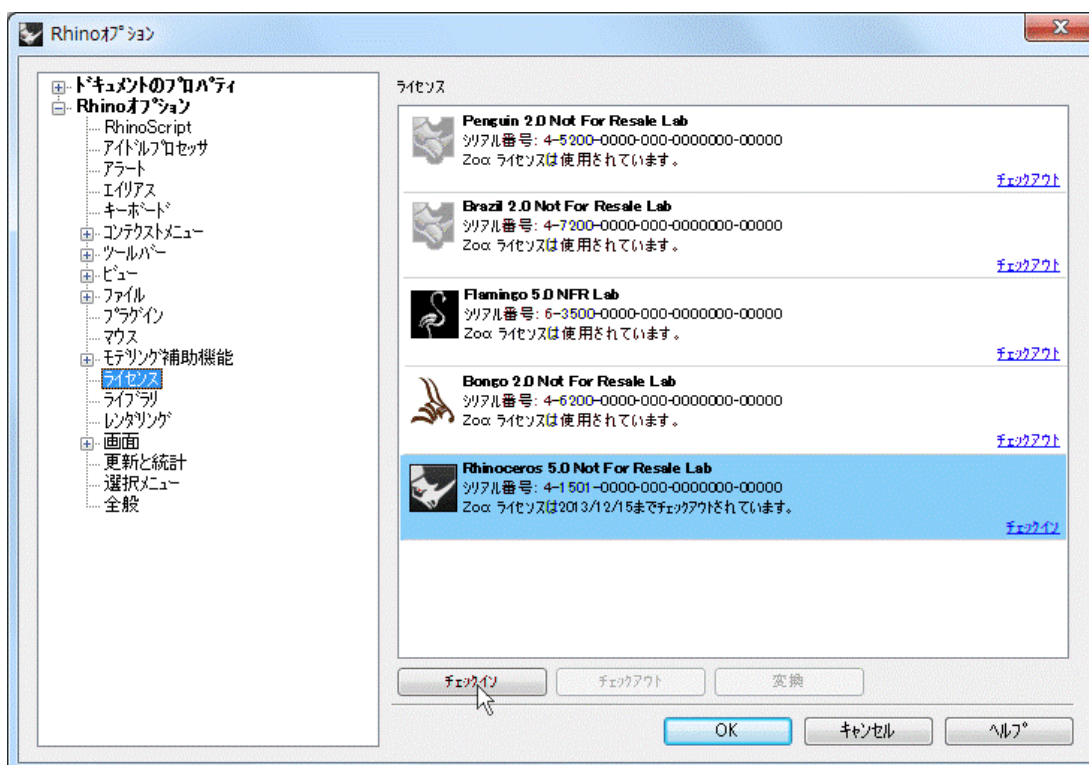 Rhinoオプション
ドキュメントのプロパティ
Rhinoオプション
RhinoScript
アイドルプロセッサ
アラート
エイリアス
キーボード
コンテクストメニュー
ツールバー
ビュー
ファイル
プラグイン
マウス
モデリング補助機能
ライセンス
ライブラリ
レンダリング
画面
更新と統計
選択メニュー
全般
ライセンス
Penguin 2.0 Not For Resale Lab
シリアル番号: 4-5200-0000-000-0000000-00000
Zoo ライセンスは使用されています。
チェックアウト
Brazil 2.0 Not For Resale Lab
シリアル番号: 4-7200-0000-000-0000000-00000
Zoo ライセンスは使用されています。
チェックアウト
Flamingo 5.0 NFR Lab
シリアル番号: 6-3500-0000-000-0000000-00000
Zoo ライセンスは使用されています。
チェックアウト
Bongo 2.0 Not For Resale Lab
シリアル番号: 4-6200-0000-000-0000000-00000
Zoo ライセンスは使用されています。
チェックアウト
Rhinoceros 5.0 Not For Resale Lab
シリアル番号: 4-1501-0000-000-0000000-00000
Zoo ライセンスは2013/12/15までチェックアウトされています。
チェックイン
チェックイン チェックアウト 変換
OK キャンセル ヘルプ